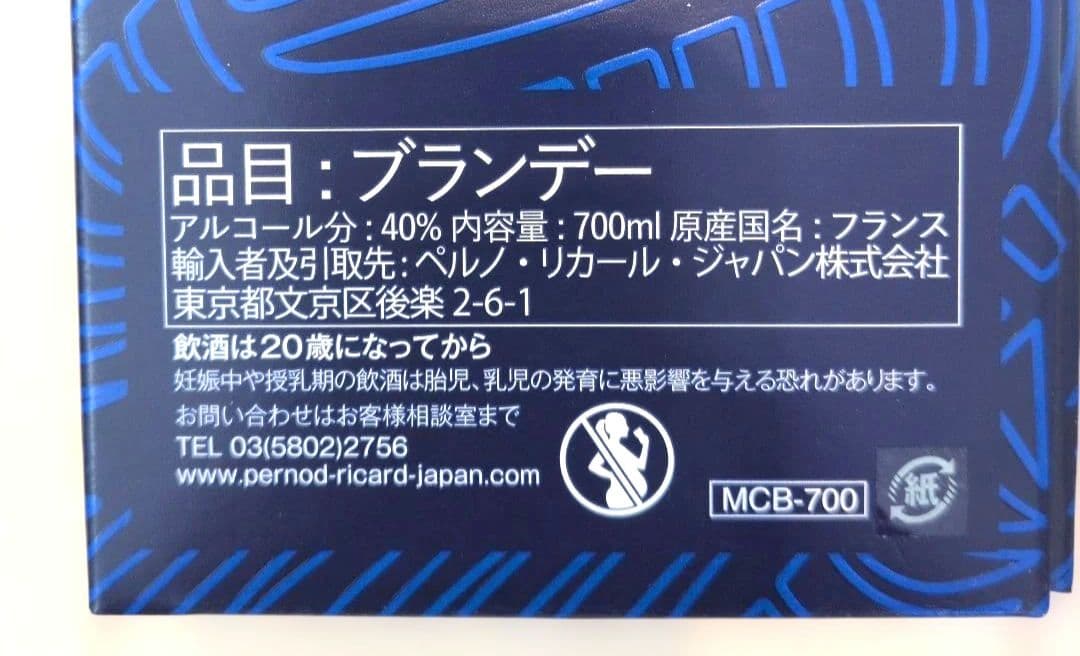 品目：ブランデー
アルコール分：40% 内容量：700ml 原産国名：フランス
輸入者及引取先：ペルノ・リカール・ジャパン株式会社
東京都文京区後楽 2-6-1
飲酒は20歳になってから
妊娠中や授乳期の飲酒は胎児、乳児の発育に悪影響を与える恐れがあります。
お問い合わせはお客様相談室まで
TEL 03(5802)2756
www.pernod-ricard-japan.com
MCB-700
紙